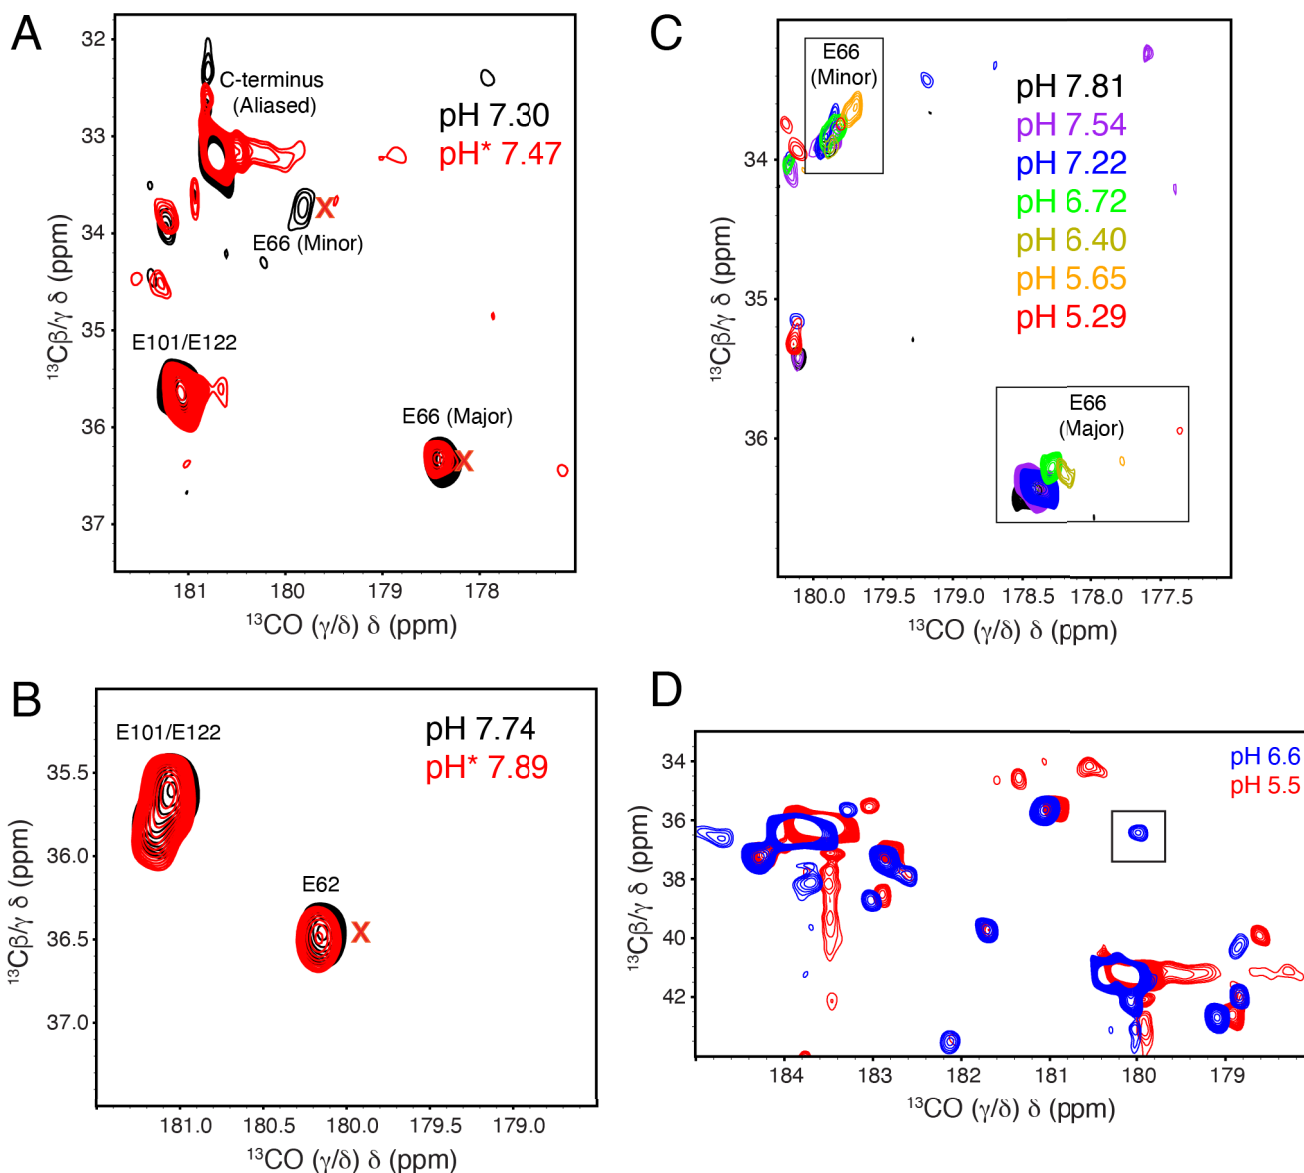 A
32
33
34
35
36
37
¹³Cβ/γ δ (ppm)
C-terminus
(Aliased)
pH 7.30
pH* 7.47
X
E66 (Minor)
E101/E122
E66 (Major)
X
181
180
179
178
¹³CO (γ/δ) δ (ppm)
C
34
35
36
¹³Cβ/γ δ (ppm)
E66
(Minor)
pH 7.81
pH 7.54
pH 7.22
pH 6.72
pH 6.40
pH 5.65
pH 5.29
E66
(Major)
180.0
179.5
179.0
178.5
178.0
177.5
¹³CO (γ/δ) δ (ppm)
B
35.5
36.0
36.5
37.0
¹³Cβ/γ δ (ppm)
E101/E122
pH 7.74
pH* 7.89
E62
X
181.0
180.5
180.0
179.5
179.0
¹³CO (γ/δ) δ (ppm)
D
34
36
38
40
42
¹³Cβ/γ δ (ppm)
pH 6.6
pH 5.5
184
183
182
181
180
179
¹³CO (γ/δ) δ (ppm)